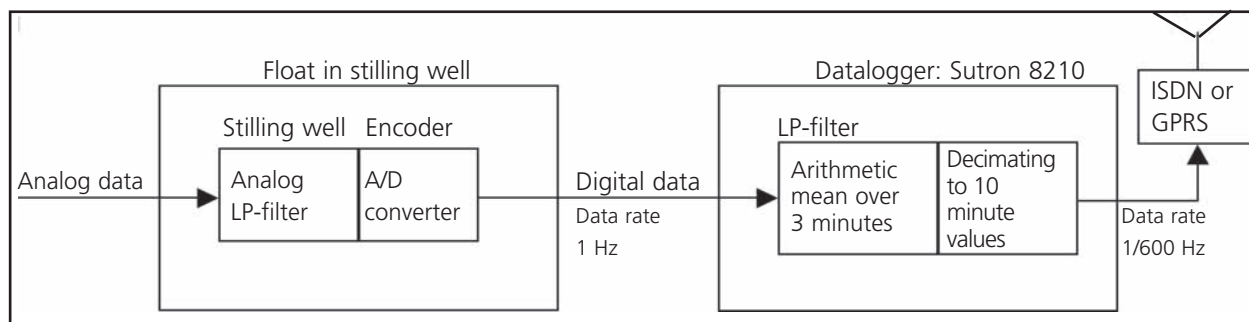 Float in stilling well
Datalogger: Sutron 8210
ISDN or
GPRS
Stilling well
Encoder
LP-filter
Analog data
Analog
LP-filter
A/D
converter
Digital data
Data rate
1 Hz
Arithmetic
mean over
3 minutes
Decimating
to 10
minute
values
Data rate
1/600 Hz